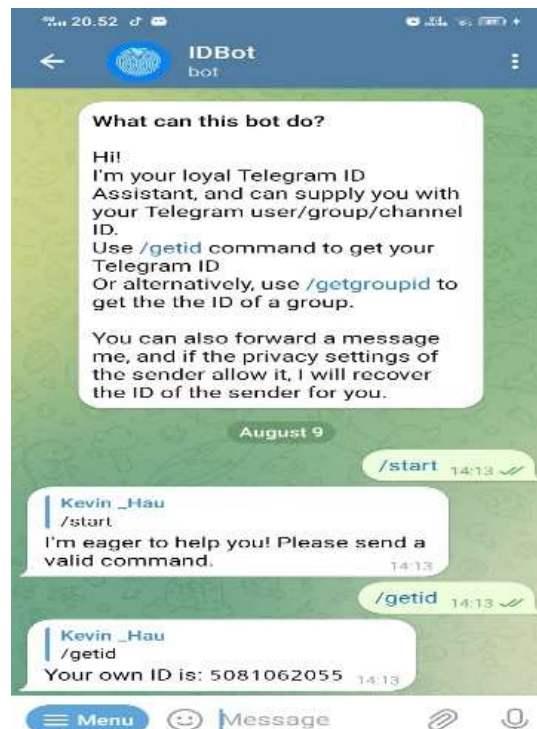 20.52
IDBot
bot
What can this bot do?
Hi!
I'm your loyal Telegram ID
Assistant, and can supply you with
your Telegram user/group/channel
ID.
Use /getid command to get your
Telegram ID
Or alternatively, use /getgroupid to
get the the ID of a group.
You can also forward a message
me, and if the privacy settings of
the sender allow it, I will recover
the ID of the sender for you.
August 9
/start 14:13
Kevin _Hau
/start
I'm eager to help you! Please send a
valid command. 14:13
/getid 14:13
Kevin _Hau
/getid
Your own ID is: 5081062055 14:13
Menu Message